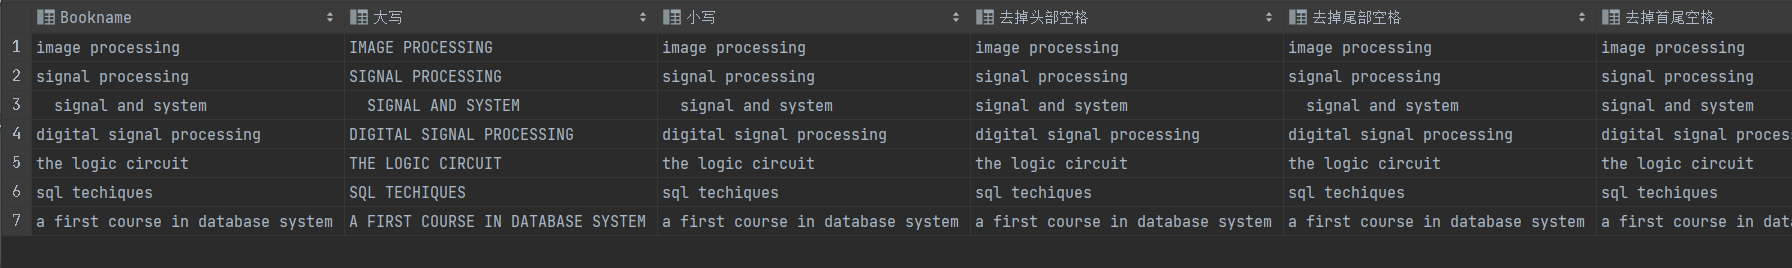 Bookname 大写 小写 去掉头部空格 去掉尾部空格 去掉首尾空格
1 image processing IMAGE PROCESSING image processing image processing image processing image processing
2 signal processing SIGNAL PROCESSING signal processing signal processing signal processing signal processing
3   signal and system   SIGNAL AND SYSTEM   signal and system signal and system   signal and system signal and system
4 digital signal processing DIGITAL SIGNAL PROCESSING digital signal processing digital signal processing digital signal processing digital signal proces
5 the logic circuit THE LOGIC CIRCUIT the logic circuit the logic circuit the logic circuit the logic circuit
6 sql techiques SQL TECHIQUES sql techiques sql techiques sql techiques sql techiques
7 a first course in database system A FIRST COURSE IN DATABASE SYSTEM a first course in database system a first course in database system a first course in database system a first course in dat